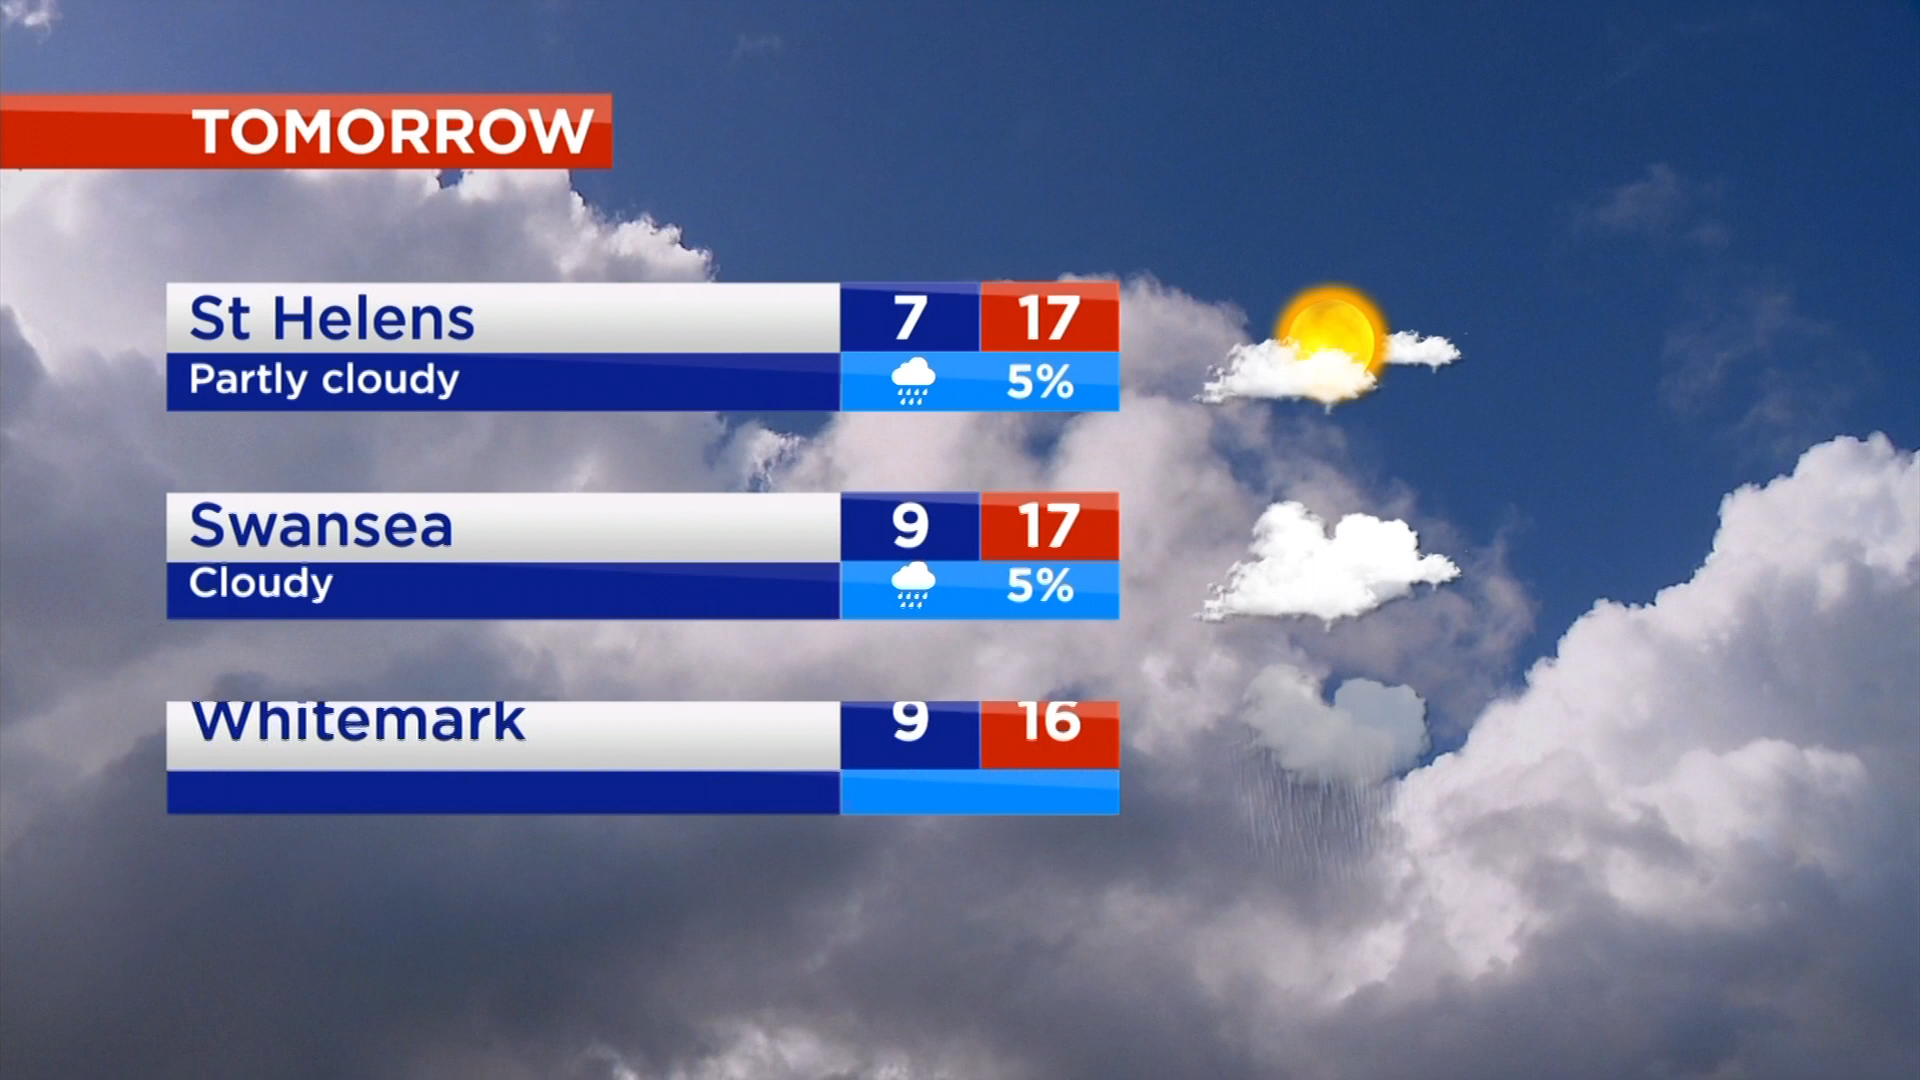 TOMORROW
St Helens 7 17
Partly cloudy 5%
Swansea 9 17
Cloudy 5%
Whitemark 9 16